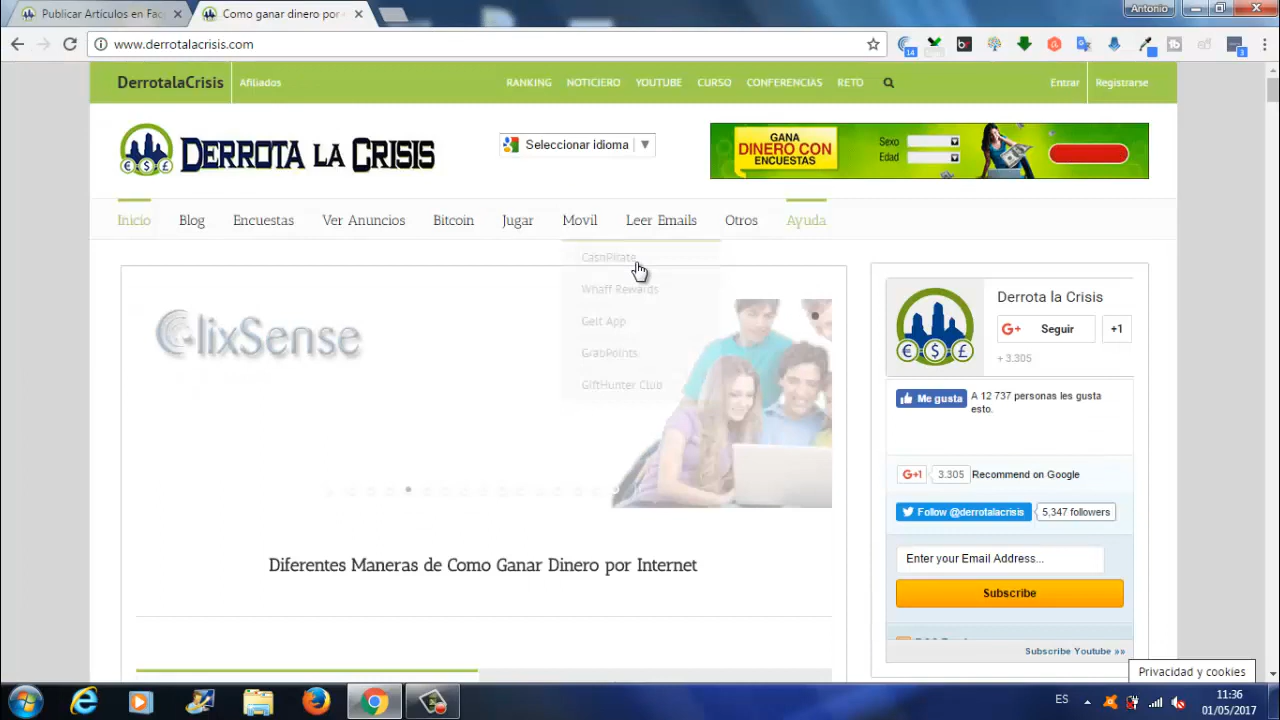 Antonio
Publicar Artículos en Fac
Como ganar dinero por
www.derrotalacrisis.com
14
3
DerrotalaCrisis
Afiliados
RANKING
NOTICIERO
YOUTUBE
CURSO
CONFERENCIAS
RETO
Entrar
Registrarse
DERROTA LA CRISIS
Seleccionar idioma
GANA
DINERO CON
ENCUESTAS
Sexo
Edad
Inicio
Blog
Encuestas
Ver Anuncios
Bitcoin
Jugar
Movil
Leer Emails
Otros
Ayuda
CashPirate
Whaff Rewards
Gelt App
GrabPoints
GiftHunter Club
ClixSense
Diferentes Maneras de Como Ganar Dinero por Internet
Derrota la Crisis
G+ Seguir
+1
+ 3.305
Me gusta
A 12 737 personas les gusta
esto.
G+1
3.305
Recommend on Google
Follow @derrotalacrisis
5,347 followers
Enter your Email Address...
Subscribe
Subscribe Youtube »»
Privacidad y cookies
ES
11:36
01/05/2017